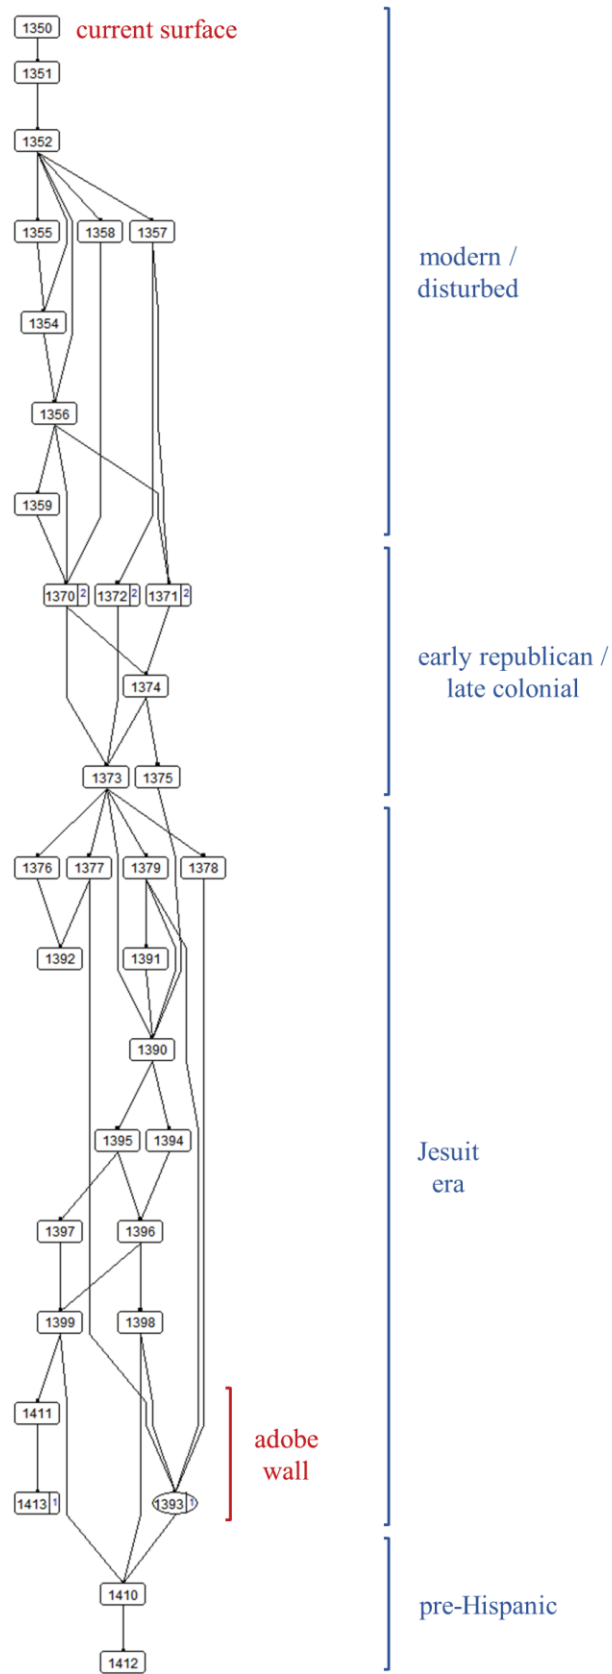 1350 current surface
1351
1352
1355 1358 1357
modern /
disturbed
1354
1356
1359
1370 2 1372 2 1371 2
early republican /
late colonial
1374
1373 1375
1376 1377 1379 1378
1392 1391
1390
1395 1394
Jesuit
era
1397 1396
1399 1398
1411
adobe
wall
1413 1 1393 1
1410
pre-Hispanic
1412